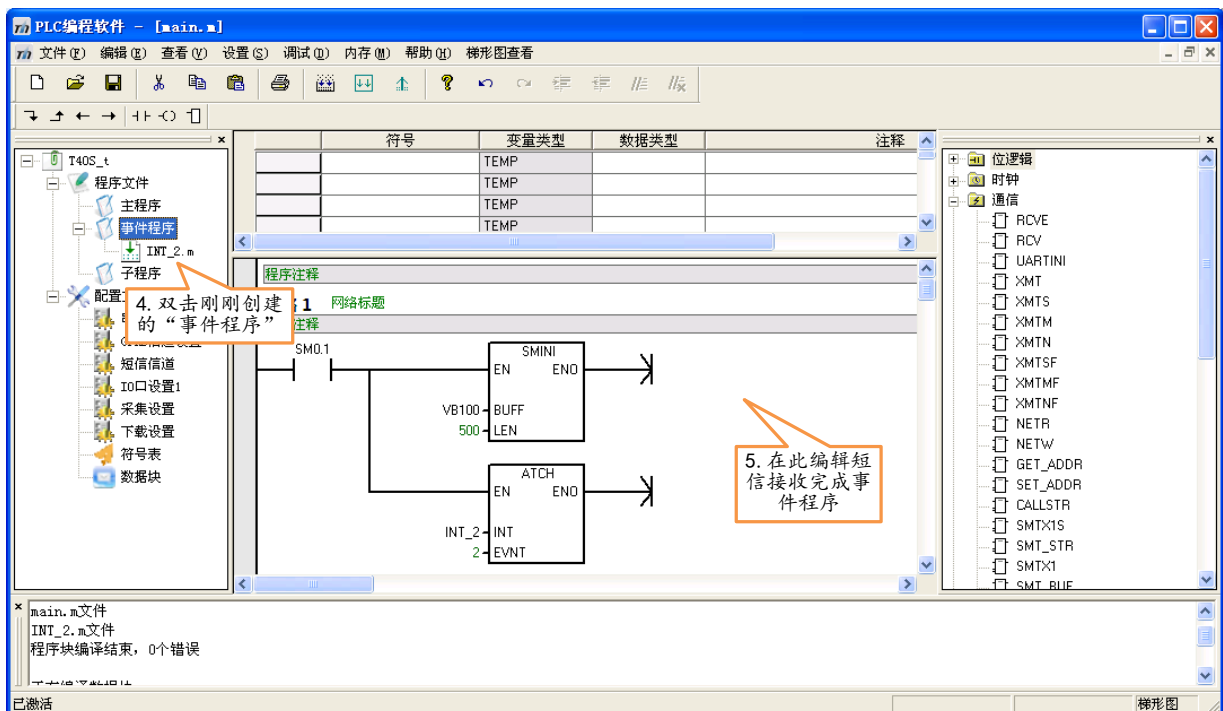 PLC编程软件 - [main.m]
文件(F) 编辑(E) 查看(V) 设置(S) 调试(D) 内存(M) 帮助(H) 梯形图查看
符号 变量类型 数据类型 注释
TEMP
TEMP
TEMP
TEMP
T40S_t
程序文件
主程序
事件程序
INT_2.m
子程序
短信信道
IO口设置1
采集设置
下载设置
符号表
数据块
4. 双击刚刚创建
的“事件程序”
程序注释
1 网络标题
注释
SM0.1
SMINI
EN ENO
VB100 BUFF
500 LEN
ATCH
EN ENO
INT_2 INT
2 EVNT
5. 在此编辑短
信接收完成事
件程序
位逻辑
时钟
通信
RCVE
RCV
UARTINI
XMT
XMTS
XMTM
XMTN
XMTSF
XMTMF
XMTNF
NETR
NETW
GET_ADDR
SET_ADDR
CALLSTR
SMTX1S
SMT_STR
SMTX1
SMT_BUF
main.m文件
INT_2.m文件
程序块编译结束，0个错误
已激活
梯形图